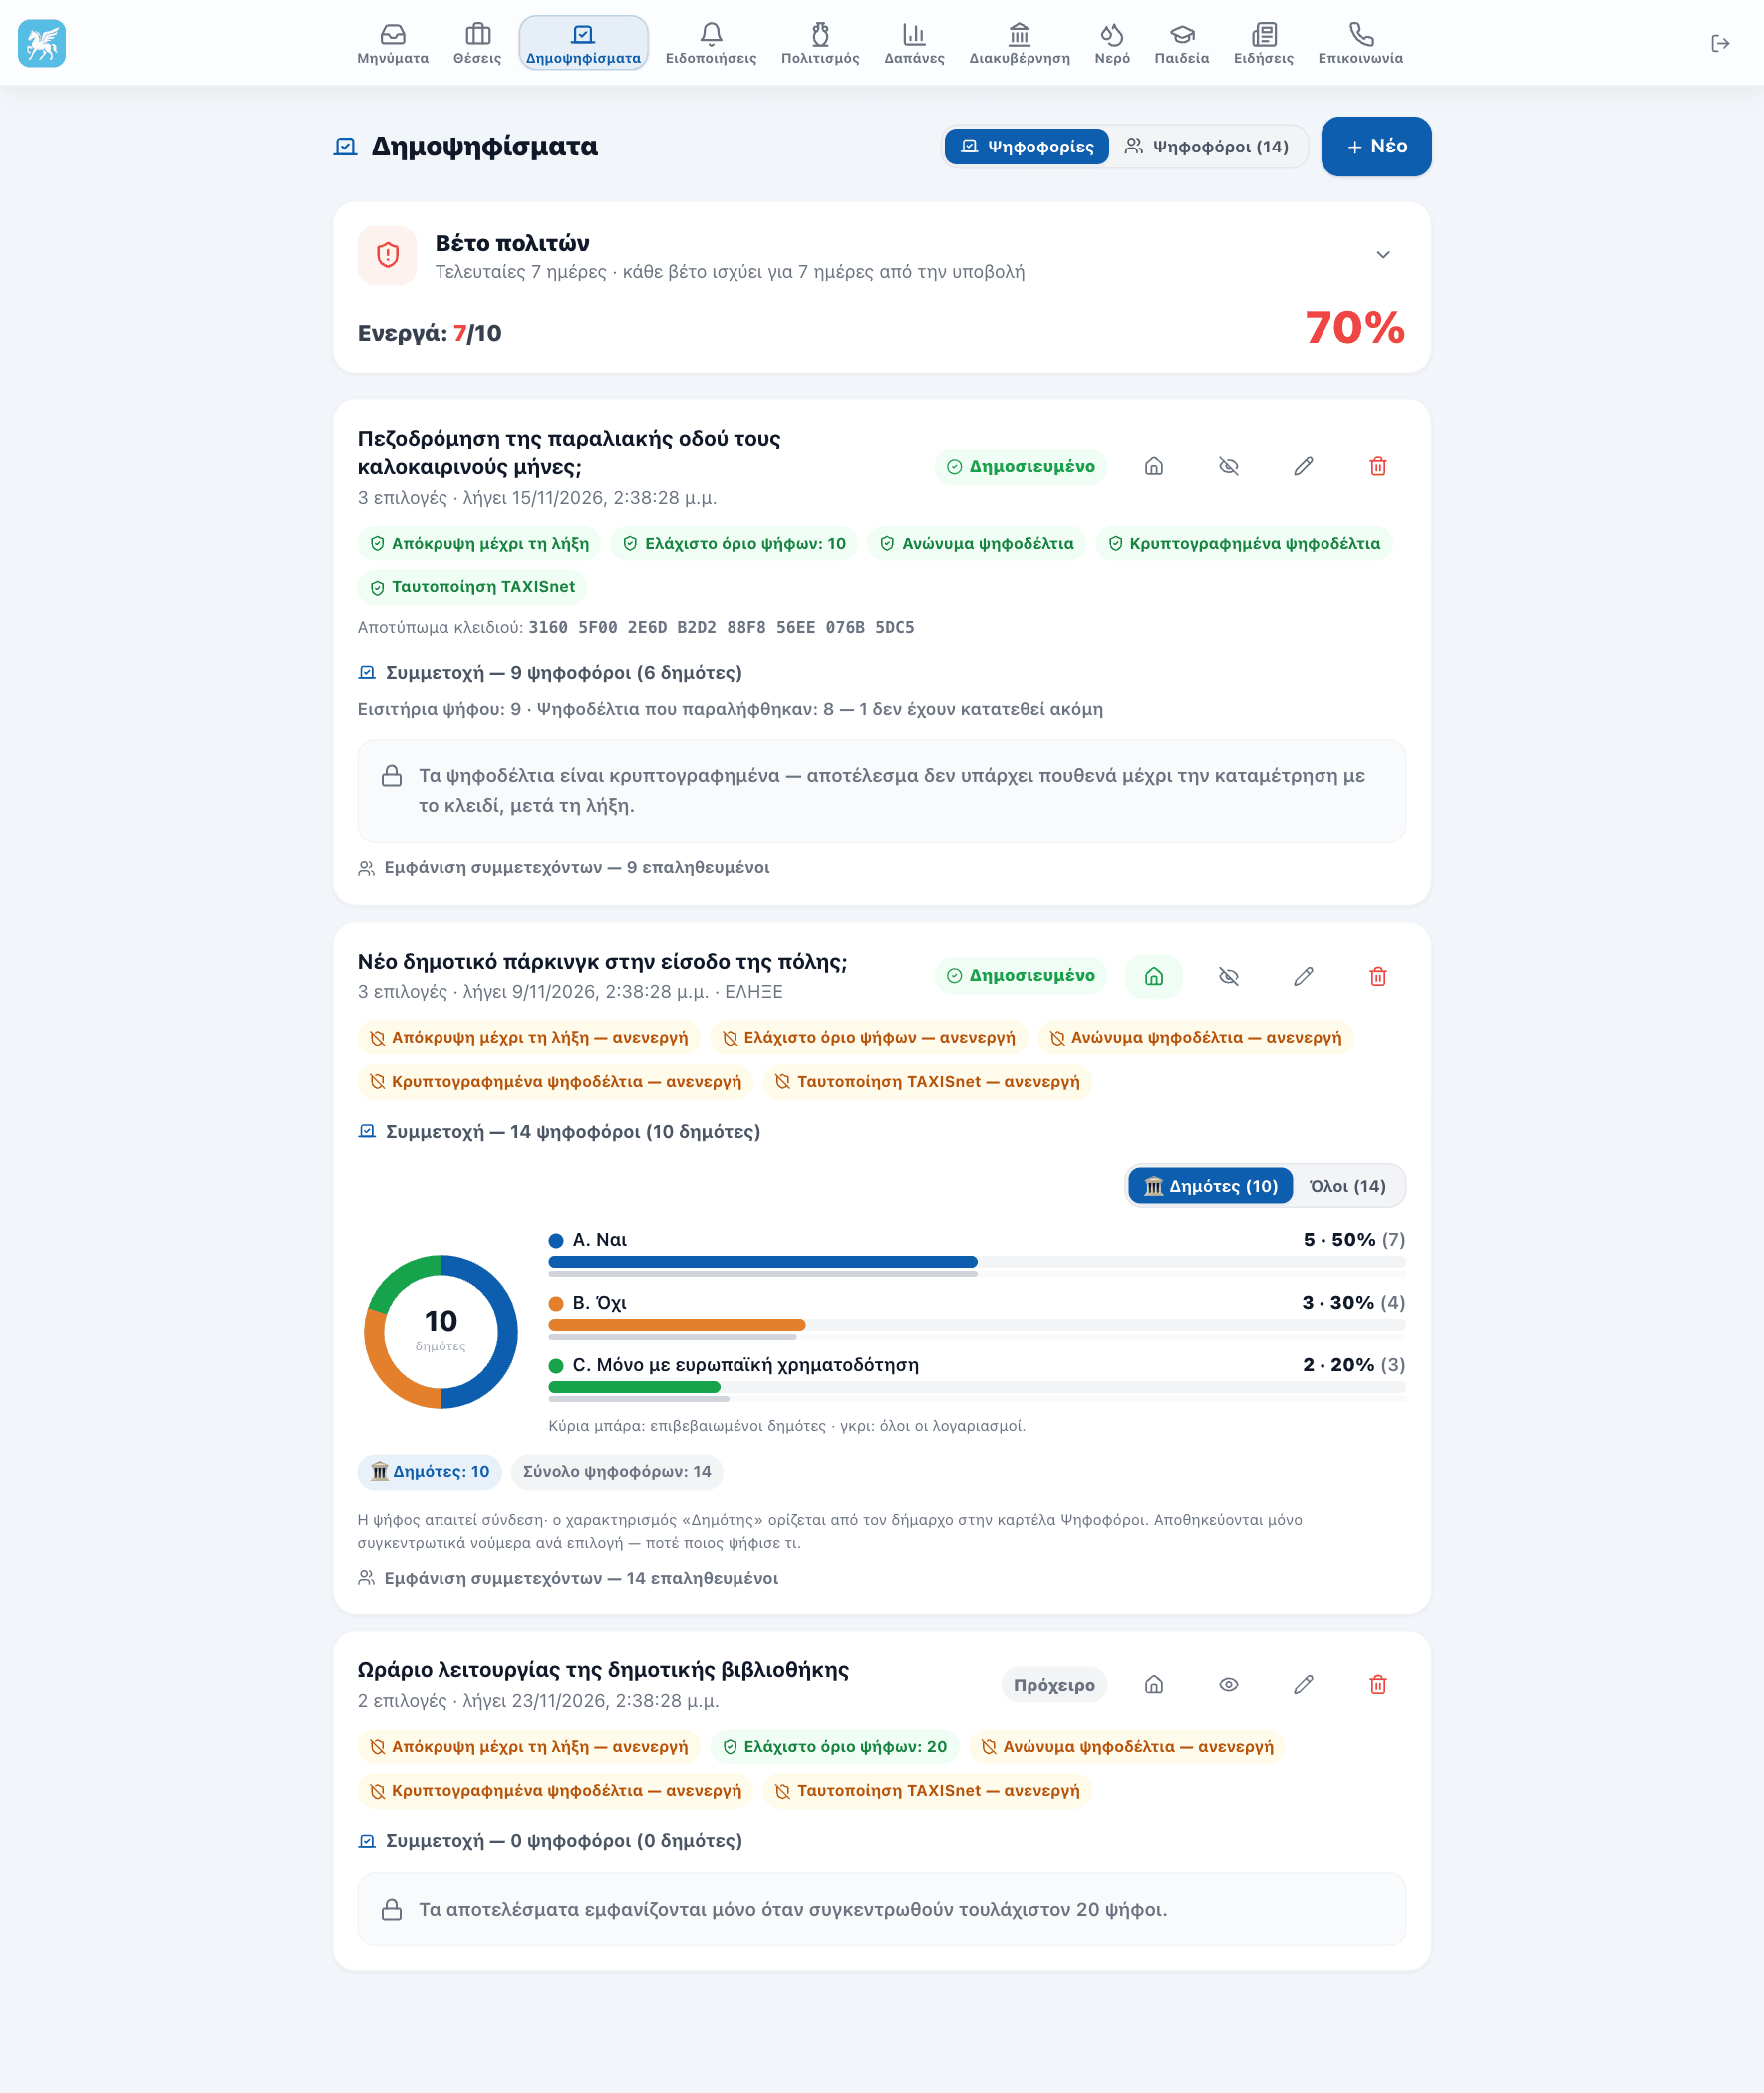 Μηνύματα
Θέσεις
Δημοψηφίσματα
Ειδοποιήσεις
Πολιτισμός
Δαπάνες
Διακυβέρνηση
Νερό
Παιδεία
Ειδήσεις
Επικοινωνία
Δημοψηφίσματα
Ψηφοφορίες
Ψηφοφόροι (14)
+ Νέο
Βέτο πολιτών
Τελευταίες 7 ημέρες · κάθε βέτο ισχύει για 7 ημέρες από την υποβολή
Ενεργά: 7/10
70%
Πεζοδρόμηση της παραλιακής οδού τους
καλοκαιρινούς μήνες;
3 επιλογές · λήγει 15/11/2026, 2:38:28 μ.μ.
Δημοσιευμένο
Απόκρυψη μέχρι τη λήξη
Ελάχιστο όριο ψήφων: 10
Ανώνυμα ψηφοδέλτια
Κρυπτογραφημένα ψηφοδέλτια
Ταυτοποίηση TAXISnet
Αποτύπωμα κλειδιού: 3160 5F00 2E6D B2D2 88F8 56EE 076B 5DC5
Συμμετοχή — 9 ψηφοφόροι (6 δημότες)
Εισιτήρια ψήφου: 9 · Ψηφοδέλτια που παραλήφθηκαν: 8 — 1 δεν έχουν κατατεθεί ακόμη
Τα ψηφοδέλτια είναι κρυπτογραφημένα — αποτέλεσμα δεν υπάρχει πουθενά μέχρι την καταμέτρηση με
το κλειδί, μετά τη λήξη.
Εμφάνιση συμμετεχόντων — 9 επαληθευμένοι
Νέο δημοτικό πάρκινγκ στην είσοδο της πόλης;
3 επιλογές · λήγει 9/11/2026, 2:38:28 μ.μ. · ΕΛΗΞΕ
Δημοσιευμένο
Απόκρυψη μέχρι τη λήξη — ανενεργή
Ελάχιστο όριο ψήφων — ανενεργή
Ανώνυμα ψηφοδέλτια — ανενεργή
Κρυπτογραφημένα ψηφοδέλτια — ανενεργή
Ταυτοποίηση TAXISnet — ανενεργή
Συμμετοχή — 14 ψηφοφόροι (10 δημότες)
Δημότες (10)
Όλοι (14)
10
δημότες
A. Ναι
5 · 50% (7)
B. Όχι
3 · 30% (4)
C. Μόνο με ευρωπαϊκή χρηματοδότηση
2 · 20% (3)
Κύρια μπάρα: επιβεβαιωμένοι δημότες · γκρι: όλοι οι λογαριασμοί.
Δημότες: 10
Σύνολο ψηφοφόρων: 14
Η ψήφος απαιτεί σύνδεση· ο χαρακτηρισμός «Δημότης» ορίζεται από τον δήμαρχο στην καρτέλα Ψηφοφόροι. Αποθηκεύονται μόνο
συγκεντρωτικά νούμερα ανά επιλογή — ποτέ ποιος ψήφισε τι.
Εμφάνιση συμμετεχόντων — 14 επαληθευμένοι
Ωράριο λειτουργίας της δημοτικής βιβλιοθήκης
2 επιλογές · λήγει 23/11/2026, 2:38:28 μ.μ.
Πρόχειρο
Απόκρυψη μέχρι τη λήξη — ανενεργή
Ελάχιστο όριο ψήφων: 20
Ανώνυμα ψηφοδέλτια — ανενεργή
Κρυπτογραφημένα ψηφοδέλτια — ανενεργή
Ταυτοποίηση TAXISnet — ανενεργή
Συμμετοχή — 0 ψηφοφόροι (0 δημότες)
Τα αποτελέσματα εμφανίζονται μόνο όταν συγκεντρωθούν τουλάχιστον 20 ψήφοι.